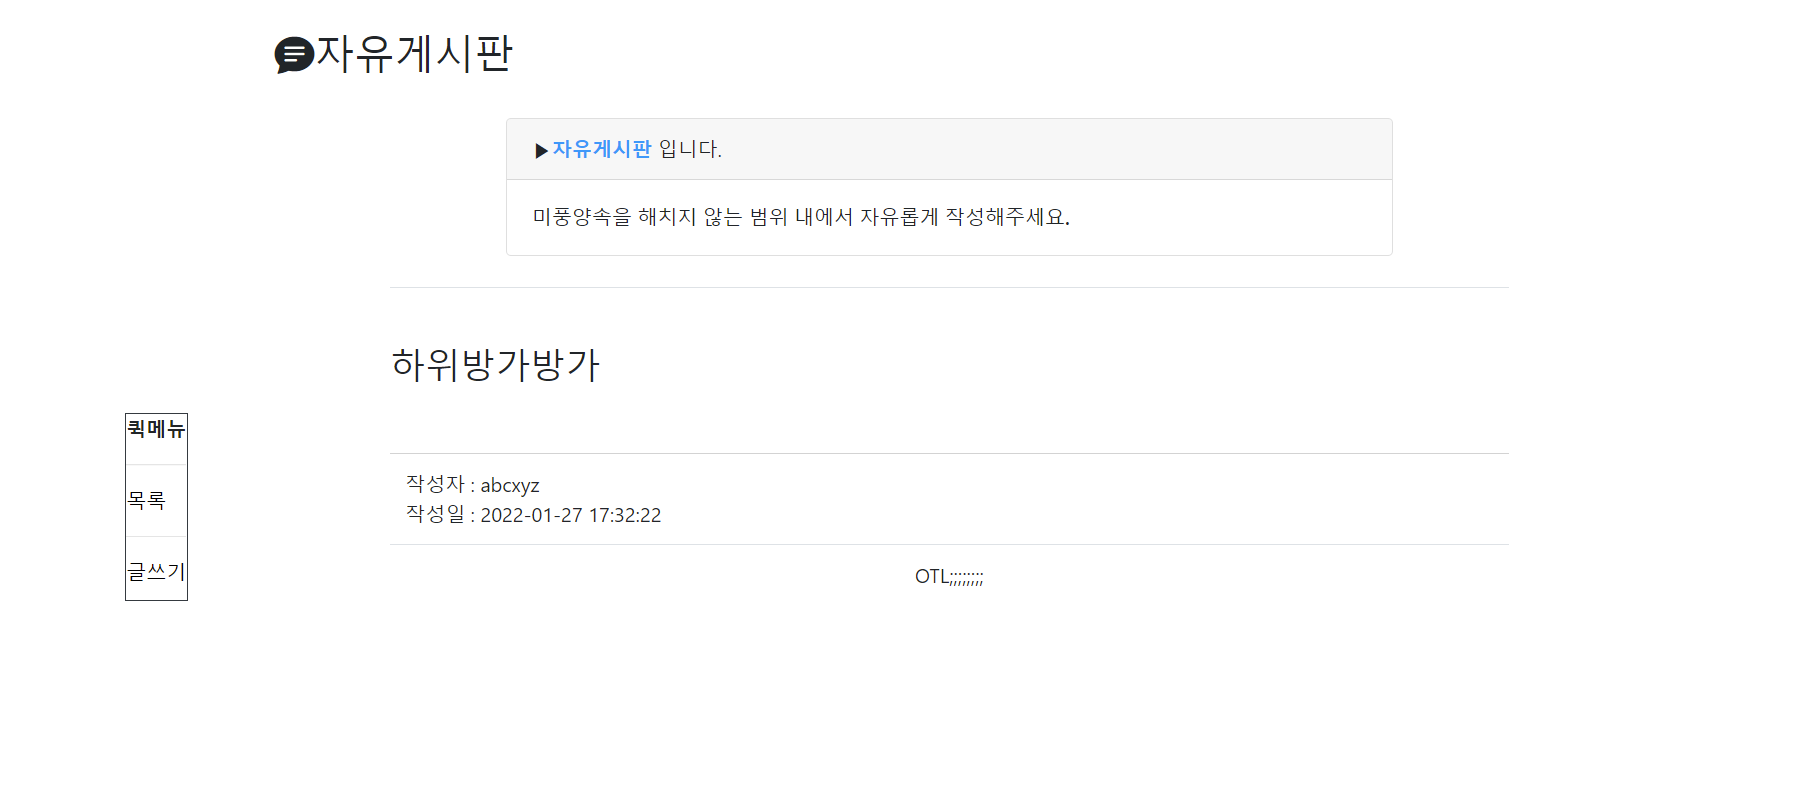 자유게시판
▶자유게시판 입니다.
미풍양속을 해치지 않는 범위 내에서 자유롭게 작성해주세요.
하위방가방가
퀵메뉴
목록
글쓰기
작성자 : abcxyz
작성일 : 2022-01-27 17:32:22
OTL;;;;;;;;